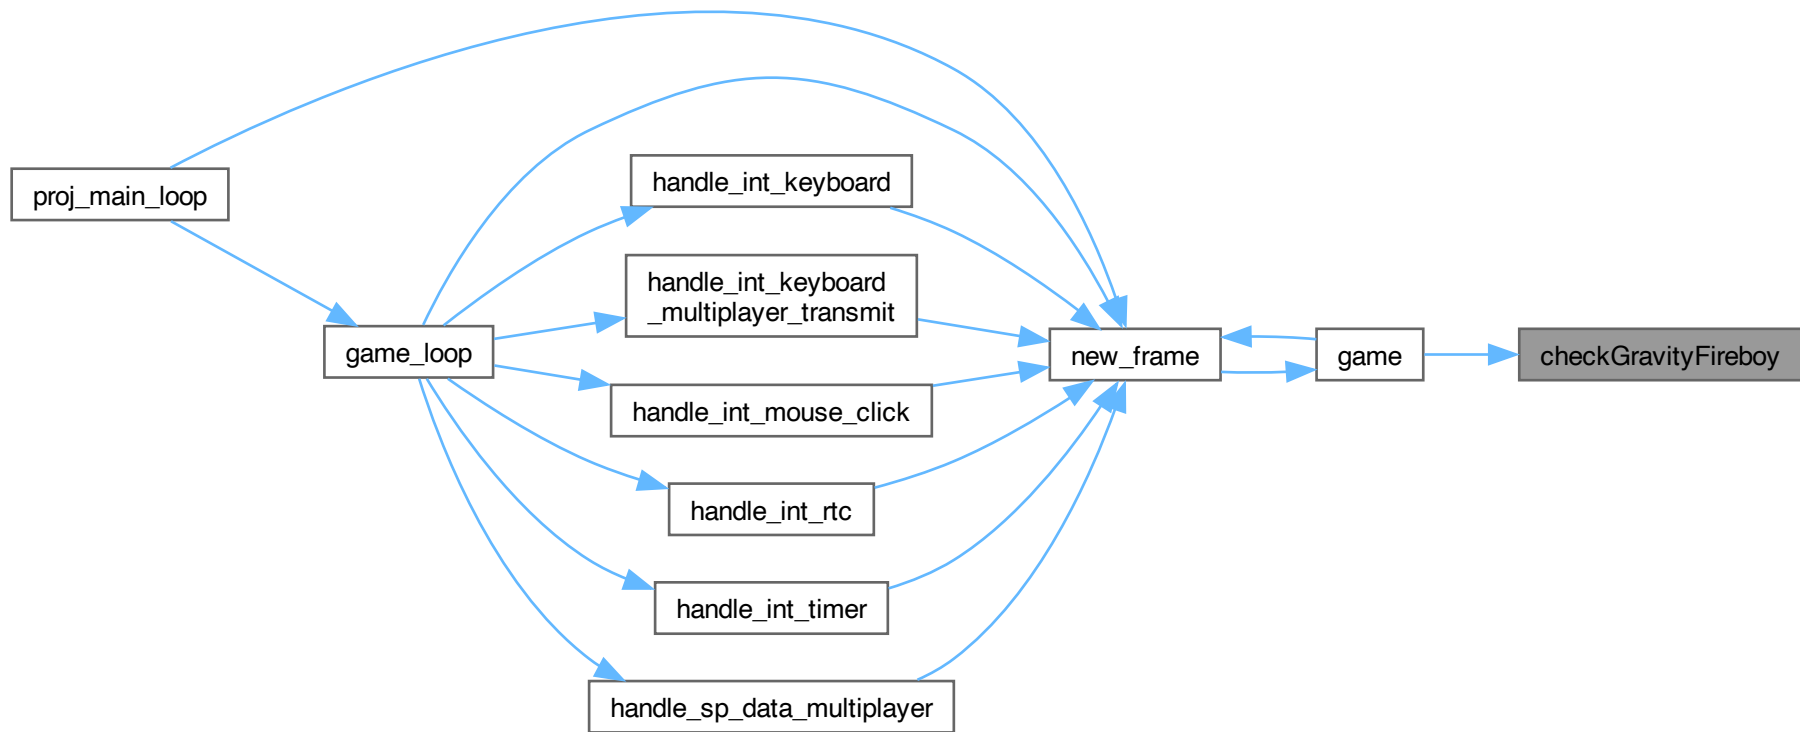 proj_main_loop
game_loop
handle_int_keyboard
handle_int_keyboard
_multiplayer_transmit
handle_int_mouse_click
handle_int_rtc
handle_int_timer
handle_sp_data_multiplayer
new_frame
game
checkGravityFireboy